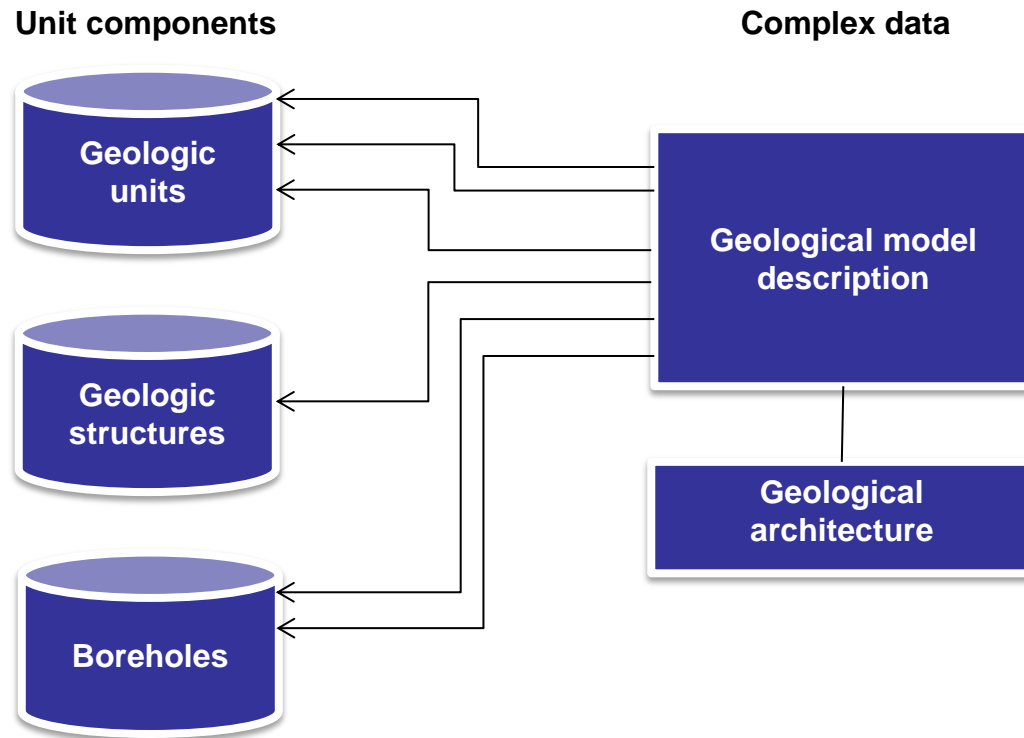 Unit components
Complex data
Geologic
units
Geological model
description
Geologic
structures
Geological
architecture
Boreholes